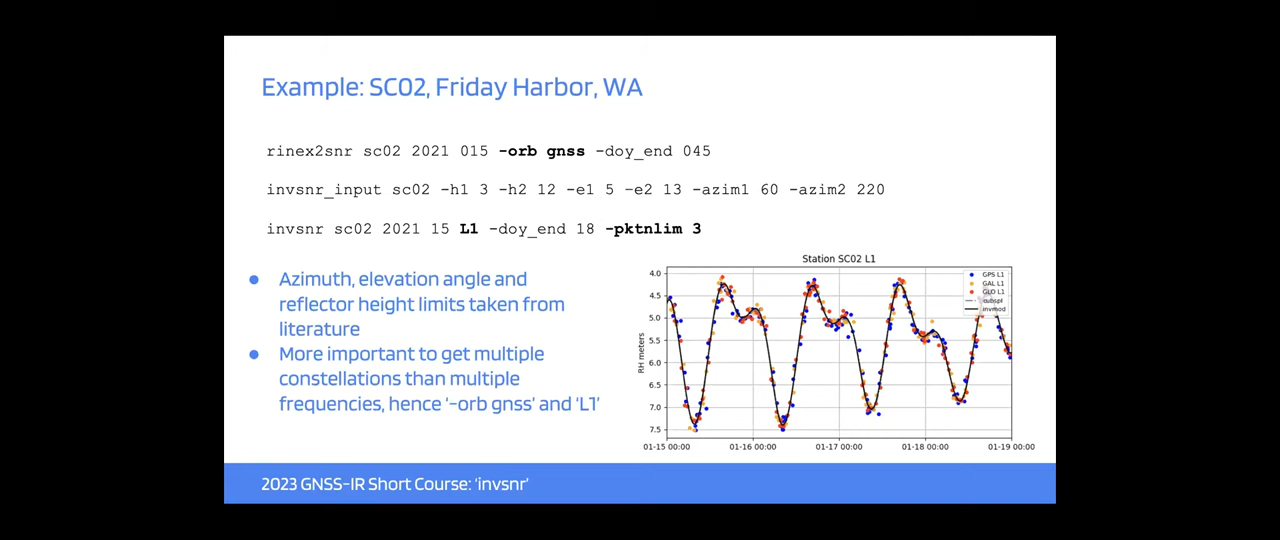 Example: SC02, Friday Harbor, WA
rinex2snr sc02 2021 015 -orb gnss -doy_end 045
invsnr_input sc02 -h1 3 -h2 12 -e1 5 -e2 13 -azim1 60 -azim2 220
invsnr sc02 2021 15 L1 -doy_end 18 -pktnlim 3
● Azimuth, elevation angle and
reflector height limits taken from
literature
● More important to get multiple
constellations than multiple
frequencies, hence ‘-orb gnss’ and ‘L1’
Station SC02 L1
GPS L1
GAL L1
GLO L1
invmod
RH meters
4.0
4.5
5.0
5.5
6.0
6.5
7.0
7.5
01-15 00:00 01-16 00:00 01-17 00:00 01-18 00:00 01-19 00:00
2023 GNSS-IR Short Course: ‘invsnr’